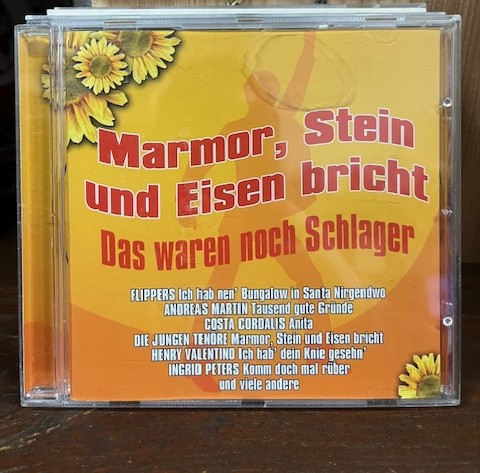 Marmor, Stein
und Eisen bricht
Das waren noch Schlager
FLIPPERS Ich hab nen' Bungalow in Santa Nirgendwo
ANDREAS MARTIN Tausend gute Gründe
COSTA CORDALIS Anita
DIE JUNGEN TENÖRE Marmor, Stein und Eisen bricht
HENRY VALENTINO Ich hab' dein Knie gesehn'
INGRID PETERS Komm doch mal rüber
und viele andere